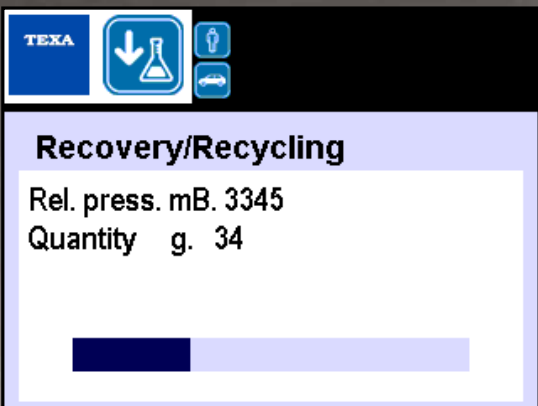 TEXA
Recovery/Recycling
Rel. press. mB. 3345
Quantity g. 34